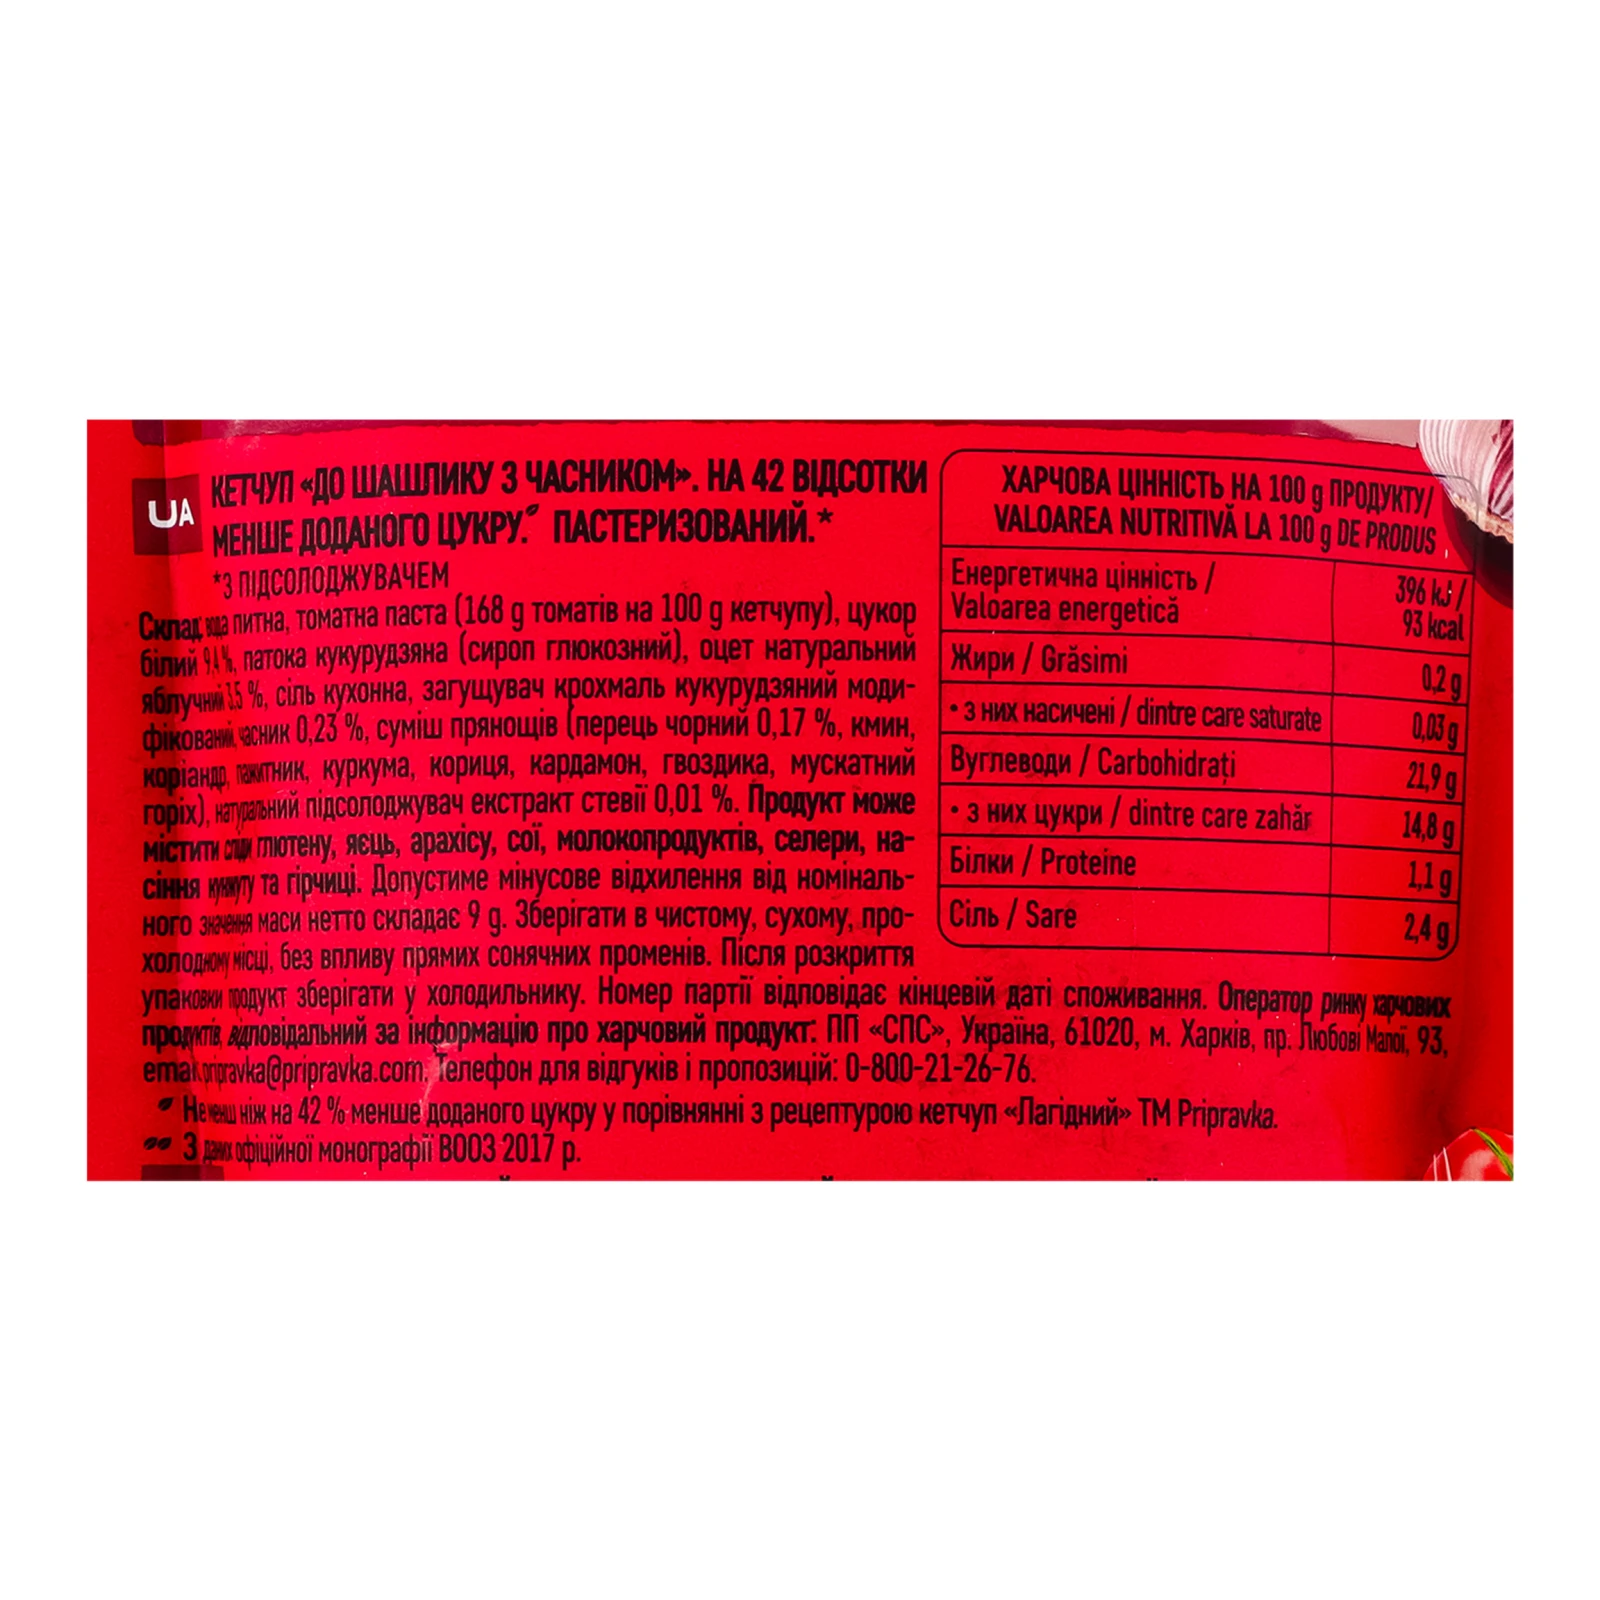 UA
КЕТЧУП «ДО ШАШЛИКУ З ЧАСНИКОМ». НА 42 ВІДСОТКИ
МЕНШЕ ДОДАНОГО ЦУКРУ. ПАСТЕРИЗОВАНИЙ.*
*З ПІДСОЛОДЖУВАЧЕМ
Склад: вода питна, томатна паста (168 g томатів на 100 g кетчупу), цукор
білий 9,4 %, патока кукурудзяна (сироп глюкозний), оцет натуральний
яблучний 3,5 %, сіль кухонна, загущувач крохмаль кукурудзяний моди-
фікований, часник 0,23 %, суміш прянощів (перець чорний 0,17 %, кмин,
коріандр, пажитник, куркума, кориця, кардамон, гвоздика, мускатний
горіх), натуральний підсолоджувач екстракт стевії 0,01 %. Продукт може
містити сліди глютену, яєць, арахісу, сої, молокопродуктів, селери, на-
сіння кунжуту та гірчиці. Допустиме мінусове відхилення від номіналь-
ного значення маси нетто складає 9 g. Зберігати в чистому, сухому, про-
холодному місці, без впливу прямих сонячних променів. Після розкриття
упаковки продукт зберігати у холодильнику. Номер партії відповідає кінцевій даті споживання. Оператор ринку харчових
продуктів, відповідальний за інформацію про харчовий продукт: ПП «СПС», Україна, 61020, м. Харків, пр. Любові Малої, 93,
email: pripravka@pripravka.com. Телефон для відгуків і пропозицій: 0-800-21-26-76.
Не менш ніж на 42 % менше доданого цукру у порівнянні з рецептурою кетчуп «Лагідний» ТМ Pripravka.
З даних офіційної монографії ВООЗ 2017 р.
ХАРЧОВА ЦІННІСТЬ НА 100 g ПРОДУКТУ/
VALOAREA NUTRITIVĂ LA 100 g DE PRODUS
Енергетична цінність / 396 kJ /
Valoarea energetică 93 kcal
Жири / Grăsimi 0,2 g
• з них насичені / dintre care saturate 0,03 g
Вуглеводи / Carbohidrați 21,9 g
• з них цукри / dintre care zahăr 14,8 g
Білки / Proteine 1,1 g
Сіль / Sare 2,4 g